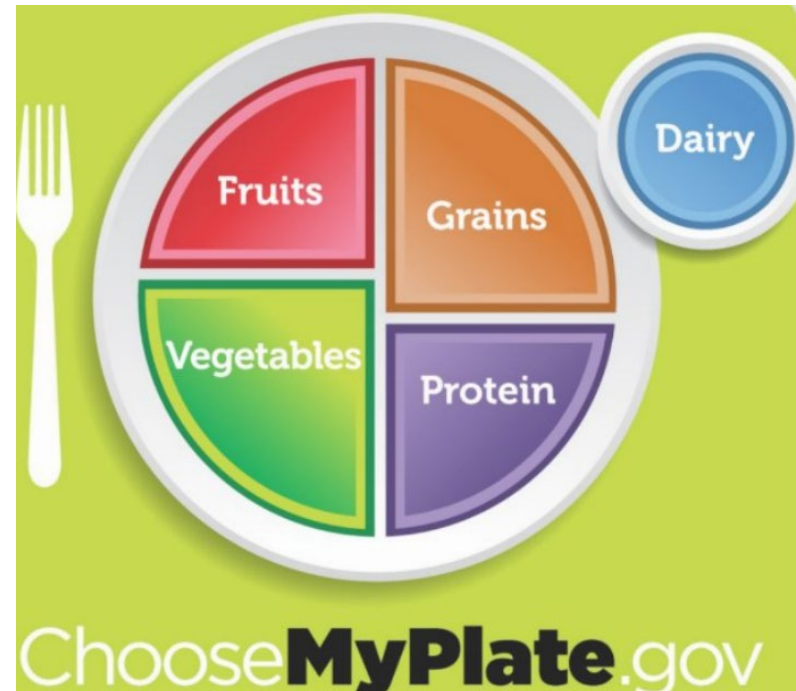 Dairy
Fruits
Grains
Vegetables
Protein
ChooseMyPlate.gov